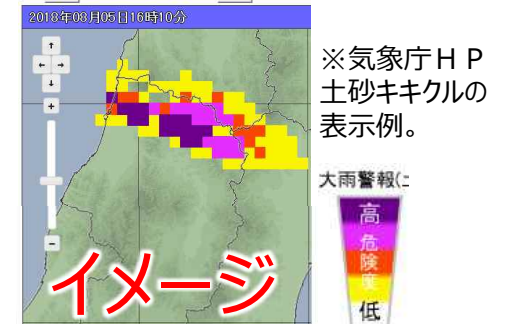 2018年08月05日16時10分
※気象庁ＨＰ
土砂キキクルの
表示例。
大雨警報(
高
危
険
度
低
イメージ